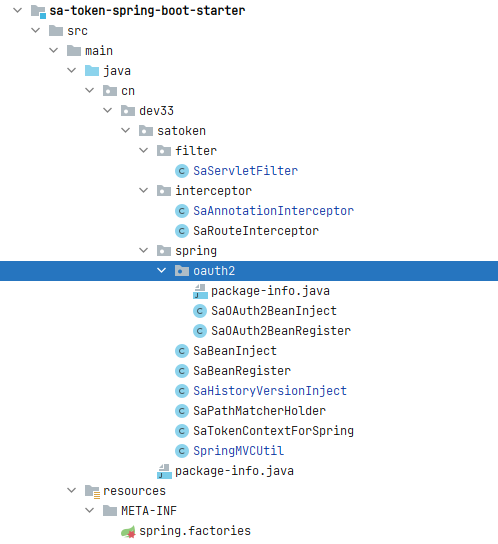 sa-token-spring-boot-starter
src
main
java
cn
dev33
satoken
filter
SaServletFilter
interceptor
SaAnnotationInterceptor
SaRouteInterceptor
spring
oauth2
package-info.java
SaOAuth2BeanInject
SaOAuth2BeanRegister
SaBeanInject
SaBeanRegister
SaHistoryVersionInject
SaPathMatcherHolder
SaTokenContextForSpring
SpringMVCUtil
package-info.java
resources
META-INF
spring.factories